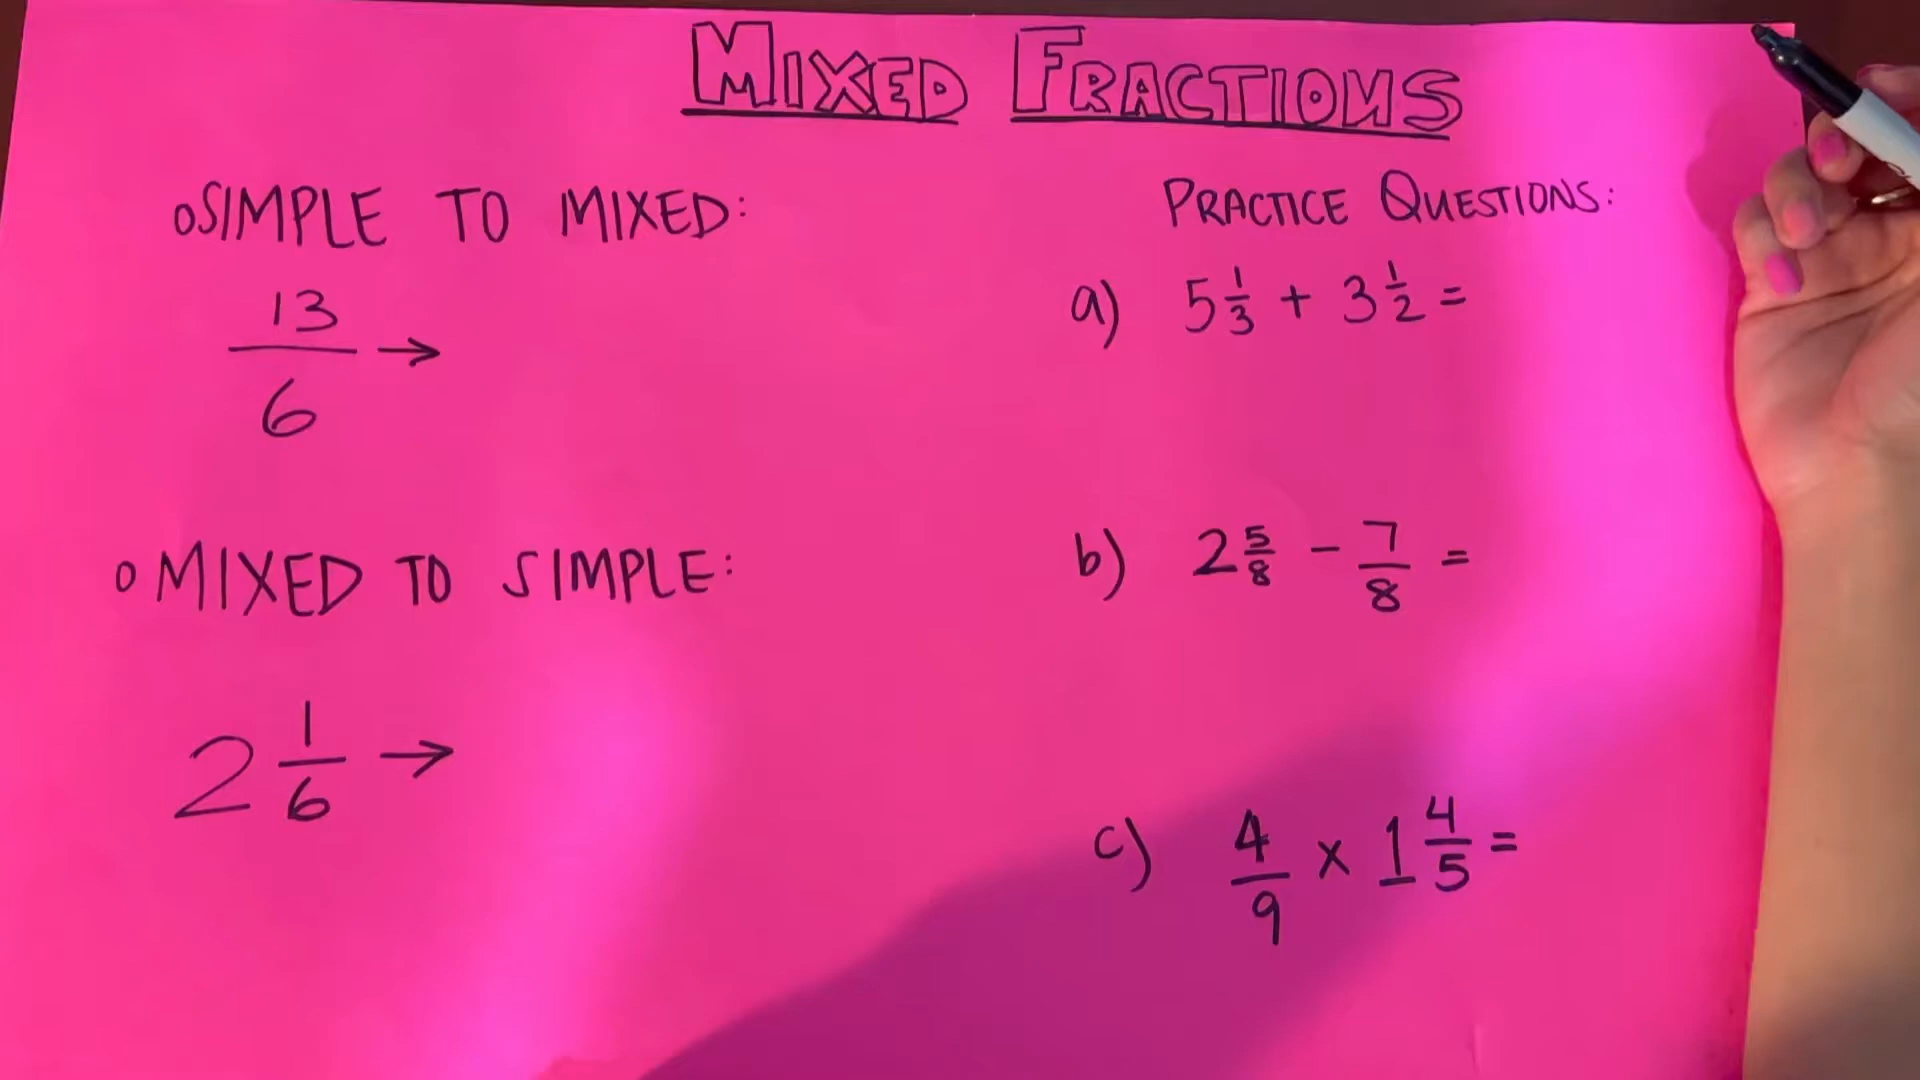 MIXED FRACTIONS
SIMPLE TO MIXED:
13/6 →
MIXED TO SIMPLE:
2 1/6 →
PRACTICE QUESTIONS:
a) 5 1/3 + 3 1/2 =
b) 2 5/8 - 7/8 =
c) 4/9 x 1 4/5 =